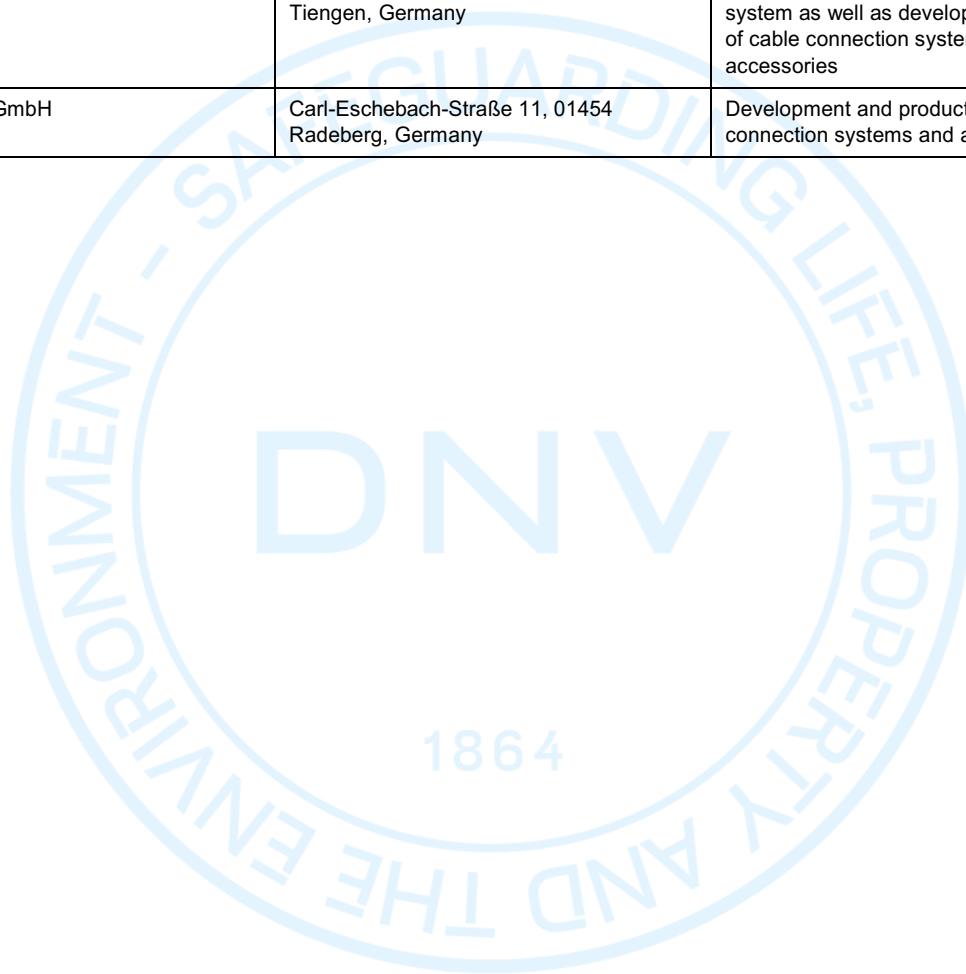 Tiengen, Germany
system as well as develop
of cable connection syste
accessories
GmbH
Carl-Eschebach-Straße 11, 01454
Radeberg, Germany
Development and product
connection systems and a
SAFEGUARDING LIFE, PROPERTY AND THE ENVIRONMENT -
DNV
1864